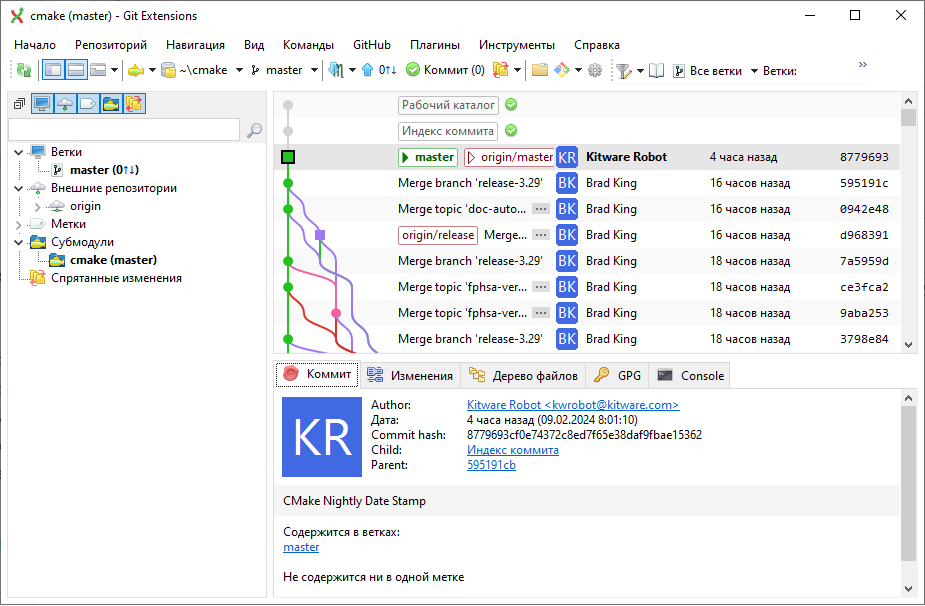 cmake (master) - Git Extensions
Начало Репозиторий Навигация Вид Команды GitHub Плагины Инструменты Справка
~\cmake master 0↑↓ Коммит (0) Все ветки Ветки: »
Ветки
master (0↑↓)
Внешние репозитории
origin
Метки
Субмодули
cmake (master)
Спрятанные изменения
Рабочий каталог
Индекс коммита
master origin/master KR Kitware Robot 4 часа назад 8779693
Merge branch 'release-3.29' BK Brad King 16 часов назад 595191c
Merge topic 'doc-auto... ··· BK Brad King 16 часов назад 0942e48
origin/release Merge... ··· BK Brad King 16 часов назад d968391
Merge branch 'release-3.29' BK Brad King 18 часов назад 7a5959d
Merge topic 'fphsa-ver... ··· BK Brad King 18 часов назад ce3fca2
Merge topic 'fphsa-ver... ··· BK Brad King 18 часов назад 9aba253
Merge branch 'release-3.29' BK Brad King 18 часов назад 3798e84
Коммит Изменения Дерево файлов GPG Console
KR
Author: Kitware Robot <kwrobot@kitware.com>
Дата: 4 часа назад (09.02.2024 8:01:10)
Commit hash: 8779693cf0e74372c8ed7f65e38daf9fbae15362
Child: Индекс коммита
Parent: 595191cb
CMake Nightly Date Stamp
Содержится в ветках:
master
Не содержится ни в одной метке